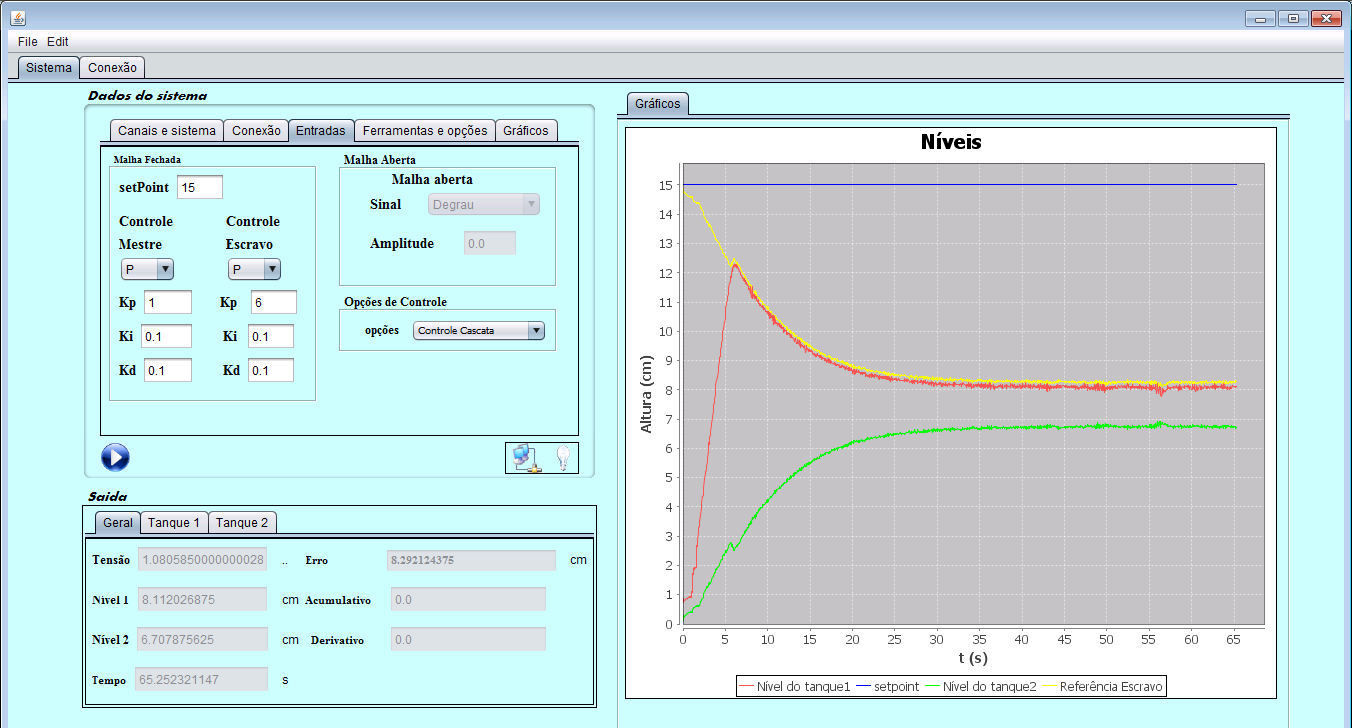 File Edit
Sistema Conexão
Dados do sistema
Canais e sistema Conexão Entradas Ferramentas e opções Gráficos
Malha Fechada
setPoint 15
Controle Controle
Mestre Escravo
P P
Kp 1 Kp 6
Ki 0.1 Ki 0.1
Kd 0.1 Kd 0.1
Malha Aberta
Malha aberta
Sinal Degrau
Amplitude 0.0
Opções de Controle
opções Controle Cascata
Saida
Geral Tanque 1 Tanque 2
Tensão 1.0805850000000028 .. Erro 8.292124375 cm
Nível 1 8.112026875 cm Acumulativo 0.0
Nível 2 6.707875625 cm Derivativo 0.0
Tempo 65.252321147 s
Gráficos
Níveis
Altura (cm)
15
14
13
12
11
10
9
8
7
6
5
4
3
2
1
0
0 5 10 15 20 25 30 35 40 45 50 55 60 65
t (s)
Nível do tanque1 setpoint Nível do tanque2 Referência Escravo